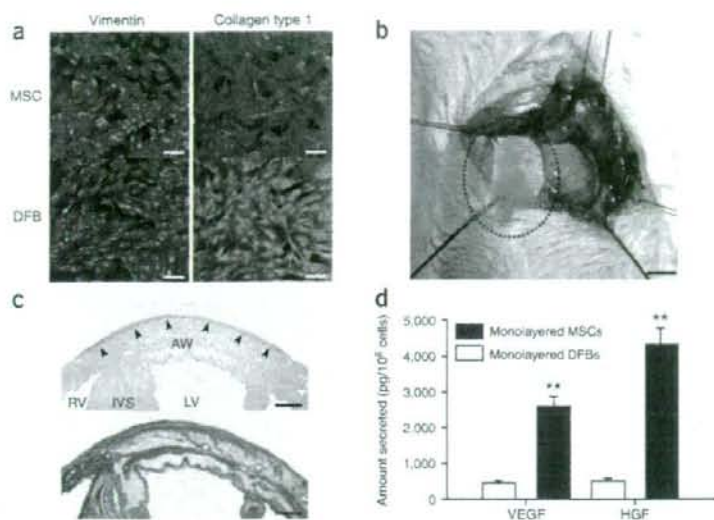 a
Vimentin
Collagen type 1
MSC
DFB
b
c
AW
RV
IVS
LV
d
Amount secreted (pg/10⁶ cells)
5,000
4,000
3,000
2,000
1,000
0
Monolayered MSCs
Monolayered DFBs
**
**
VEGF
HGF